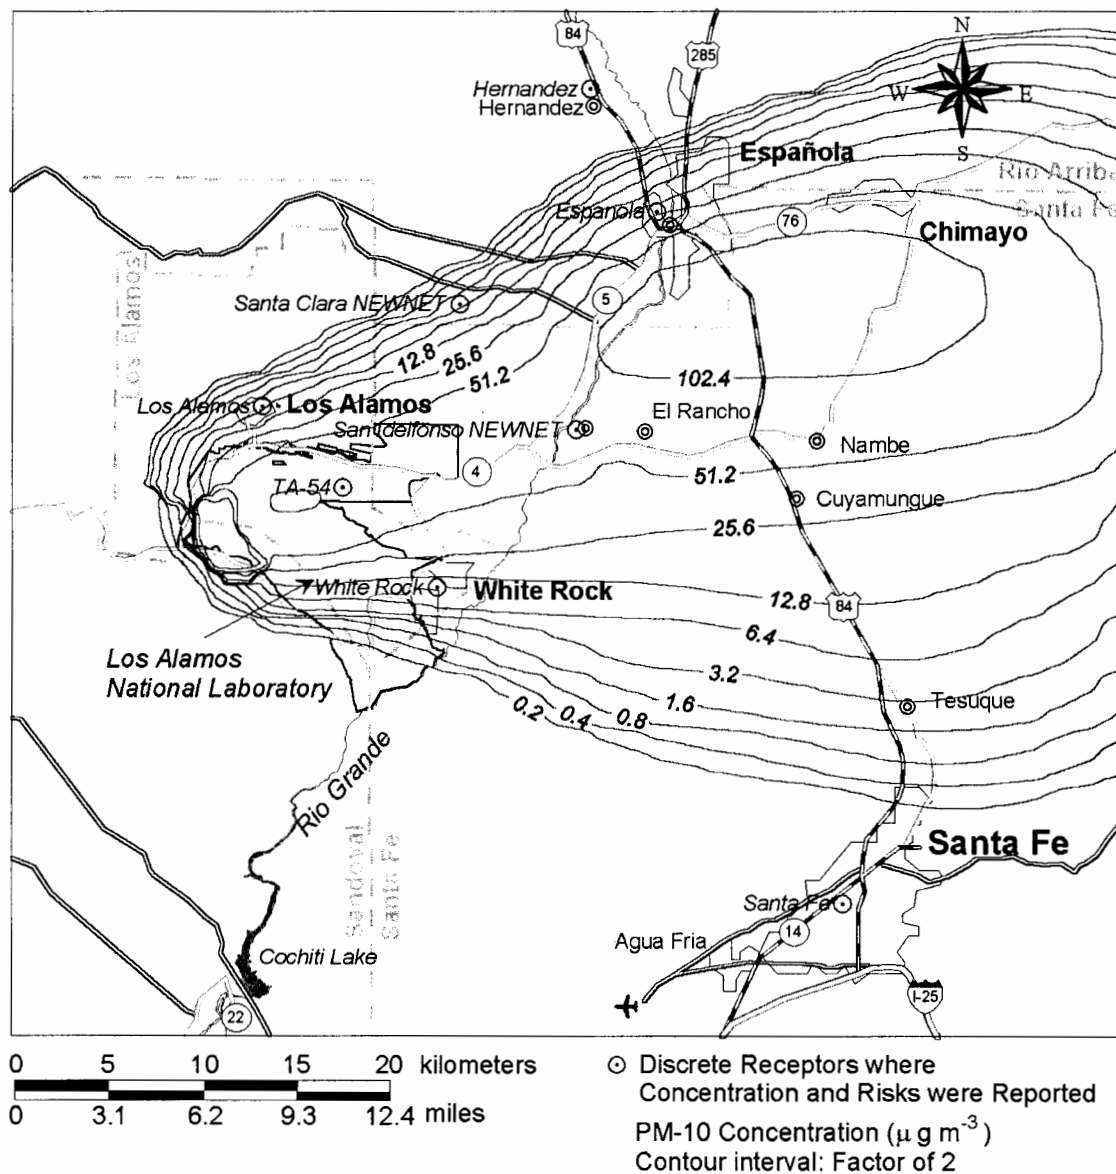 84
285
N
W
E
S
Hernandez
Hernandez
Española
Rio Arriba
Santa Fe
Espanola
76
Chimayo
Los Alamos
Santa Clara NEWNET
5
12.8
25.6
51.2
102.4
Los Alamos
Los Alamos
El Rancho
San Ildelfonso NEWNET
Nambe
4
51.2
TA-54
Cuyamungue
25.6
White Rock
White Rock
12.8
84
6.4
Los Alamos
National Laboratory
3.2
1.6
0.8
0.4
0.2
Tesuque
Rio Grande
Santa Fe
Sandoval
Santa Fe
Santa Fe
14
Agua Fria
Cochiti Lake
I-25
22
0 5 10 15 20 kilometers
0 3.1 6.2 9.3 12.4 miles
Discrete Receptors where
Concentration and Risks were Reported
PM-10 Concentration (μ g m⁻³)
Contour interval: Factor of 2